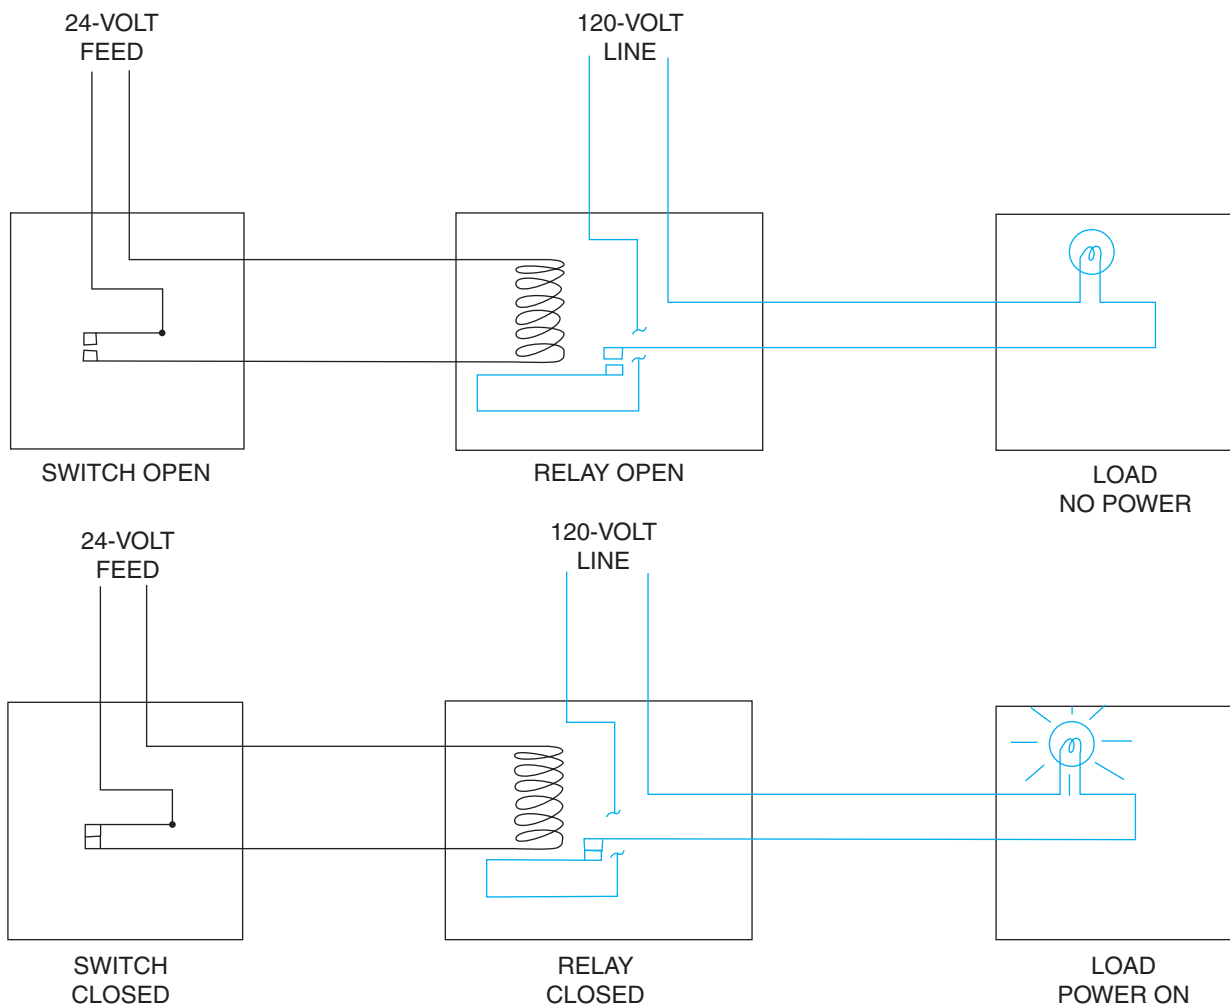 24-VOLT
FEED
120-VOLT
LINE
SWITCH OPEN
RELAY OPEN
LOAD
NO POWER
24-VOLT
FEED
120-VOLT
LINE
SWITCH
CLOSED
RELAY
CLOSED
LOAD
POWER ON